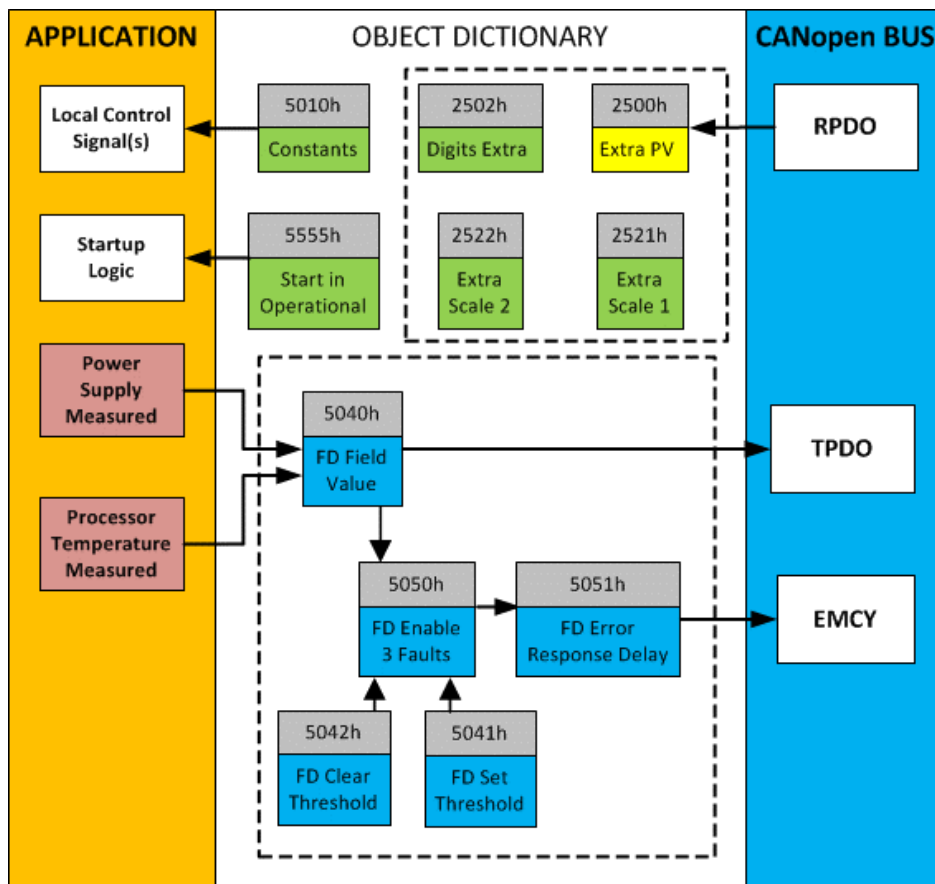 APPLICATION
OBJECT DICTIONARY
CANopen BUS
Local Control
Signal(s)
5010h
Constants
2502h
Digits Extra
2500h
Extra PV
RPDO
Startup
Logic
5555h
Start in
Operational
2522h
Extra
Scale 2
2521h
Extra
Scale 1
Power
Supply
Measured
5040h
FD Field
Value
TPDO
Processor
Temperature
Measured
5050h
FD Enable
3 Faults
5051h
FD Error
Response Delay
EMCY
5042h
FD Clear
Threshold
5041h
FD Set
Threshold